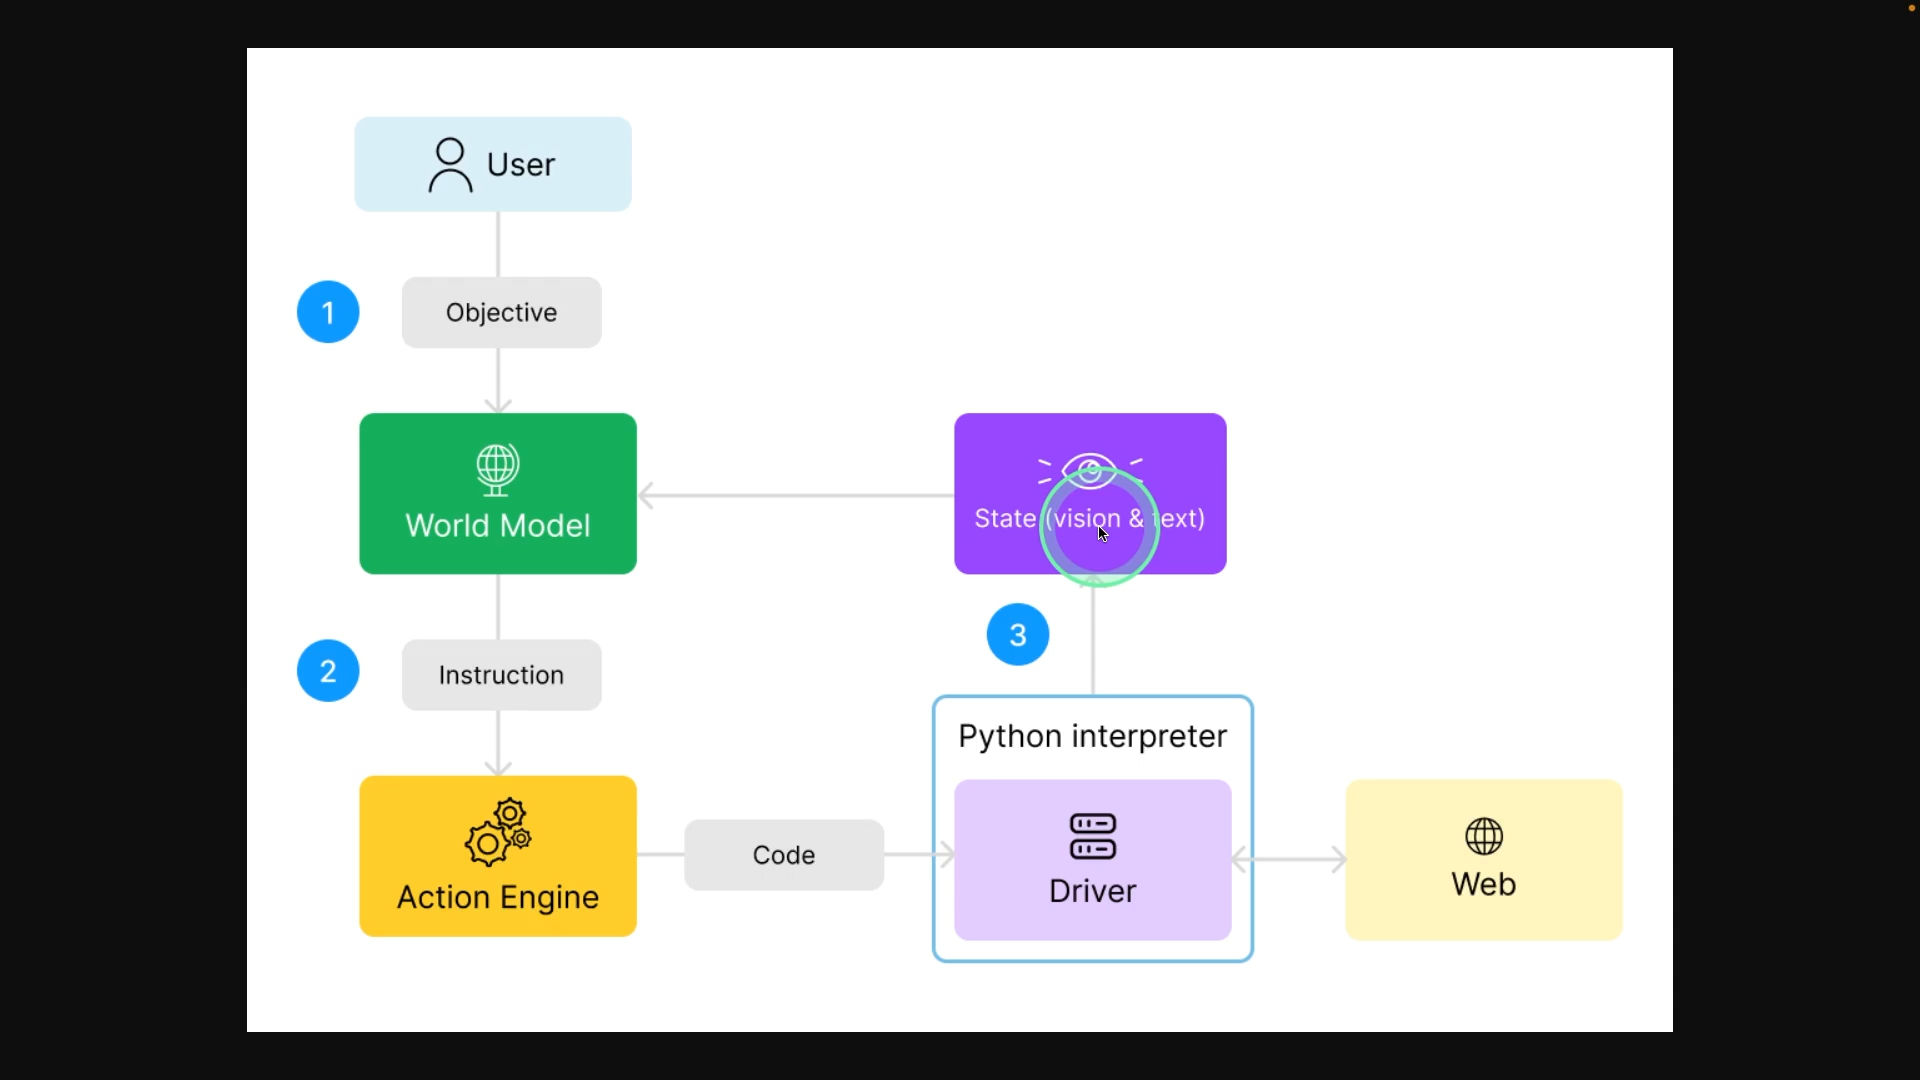 User
1
Objective
World Model
State (vision & text)
2
Instruction
3
Python interpreter
Action Engine
Code
Driver
Web